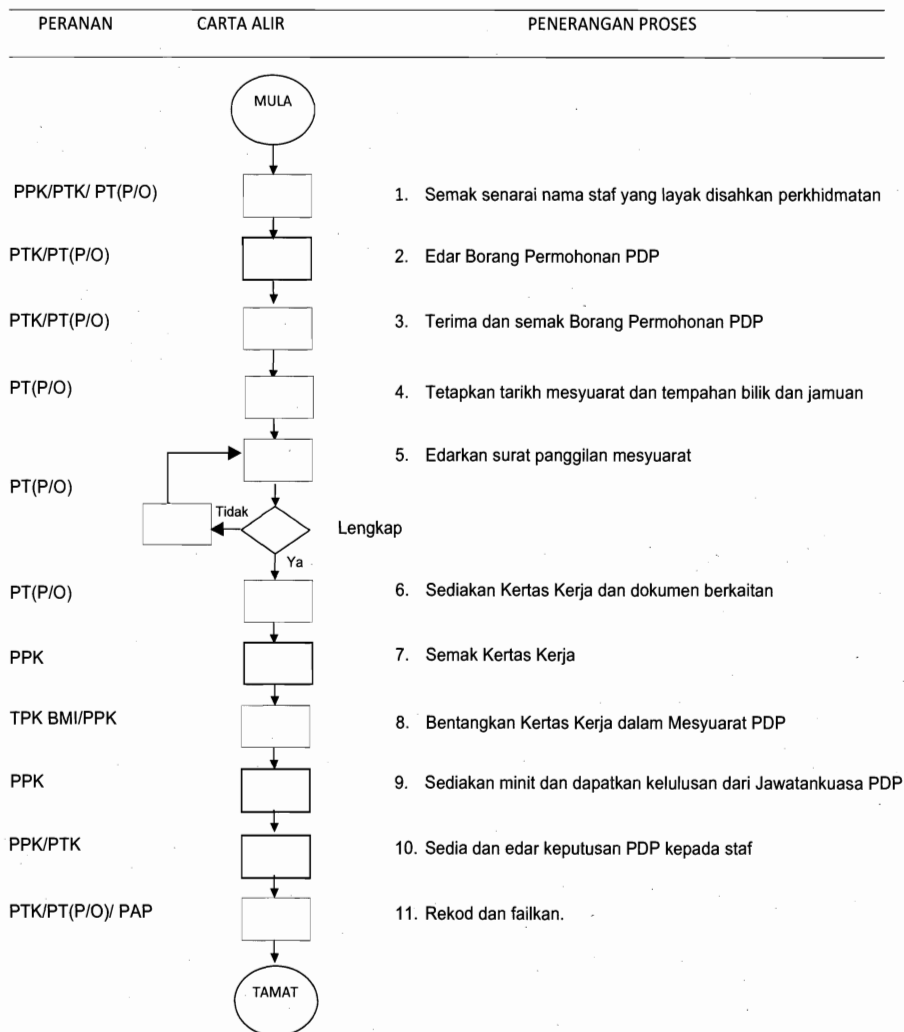 PERANAN CARTA ALIR PENERANGAN PROSES
MULA
PPK/PTK/ PT(P/O) 1. Semak senarai nama staf yang layak disahkan perkhidmatan
PTK/PT(P/O) 2. Edar Borang Permohonan PDP
PTK/PT(P/O) 3. Terima dan semak Borang Permohonan PDP
PT(P/O) 4. Tetapkan tarikh mesyuarat dan tempahan bilik dan jamuan
5. Edarkan surat panggilan mesyuarat
PT(P/O)
Tidak Lengkap
Ya
PT(P/O) 6. Sediakan Kertas Kerja dan dokumen berkaitan
PPK 7. Semak Kertas Kerja
TPK BMI/PPK 8. Bentangkan Kertas Kerja dalam Mesyuarat PDP
PPK 9. Sediakan minit dan dapatkan kelulusan dari Jawatankuasa PDP
PPK/PTK 10. Sedia dan edar keputusan PDP kepada staf
PTK/PT(P/O)/ PAP 11. Rekod dan failkan.
TAMAT